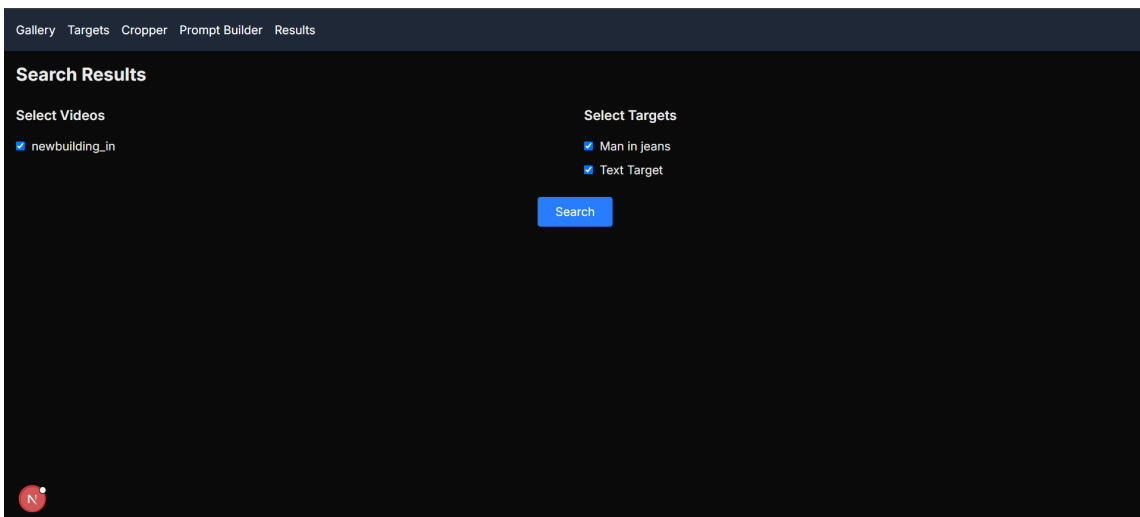 Gallery Targets Cropper Prompt Builder Results
Search Results
Select Videos
newbuilding_in
Select Targets
Man in jeans
Text Target
Search
N